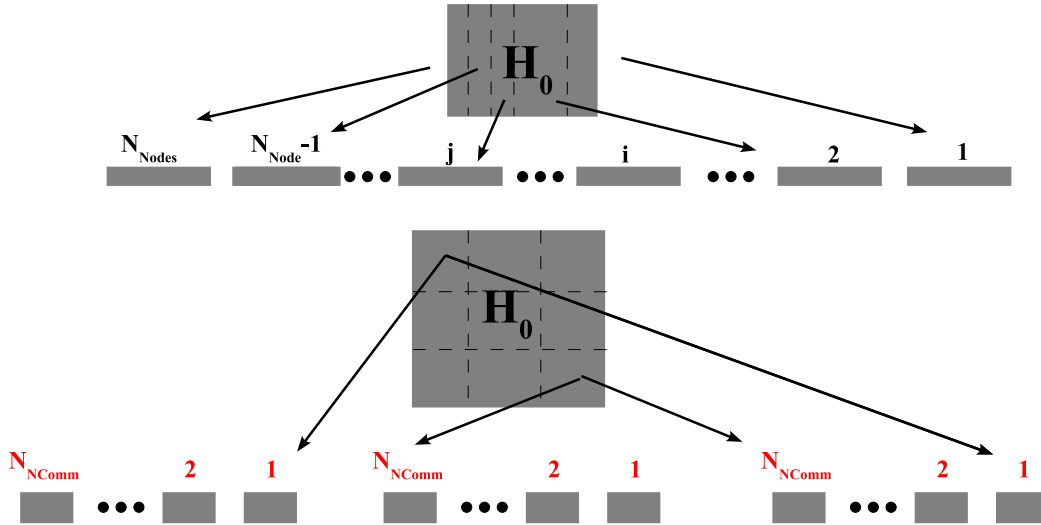 H0
NNodes NNode-1 j i 2 1
H0
NNComm 2 1 NNComm 2 1 NNComm 2 1